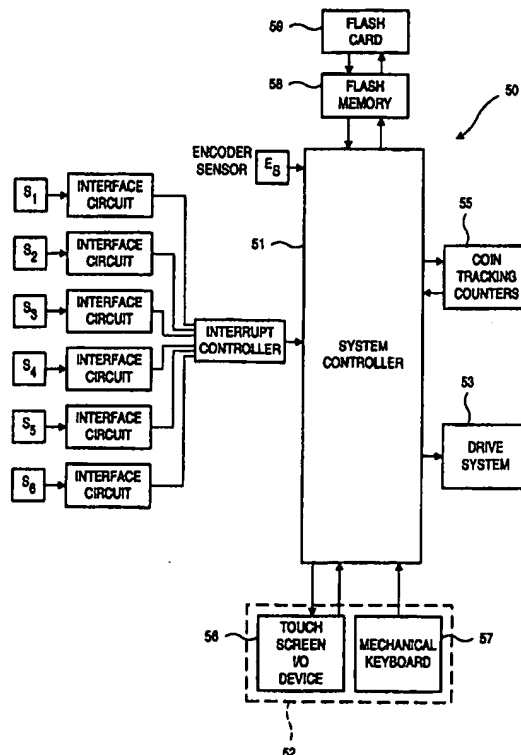 59
FLASH
CARD
58
FLASH
MEMORY
50
ENCODER
SENSOR
ES
S1
INTERFACE
CIRCUIT
S2
INTERFACE
CIRCUIT
S3
INTERFACE
CIRCUIT
S4
INTERFACE
CIRCUIT
S5
INTERFACE
CIRCUIT
S6
INTERFACE
CIRCUIT
INTERRUPT
CONTROLLER
51
SYSTEM
CONTROLLER
55
COIN
TRACKING
COUNTERS
53
DRIVE
SYSTEM
56
TOUCH
SCREEN
I/O
DEVICE
MECHANICAL
KEYBOARD
57
52